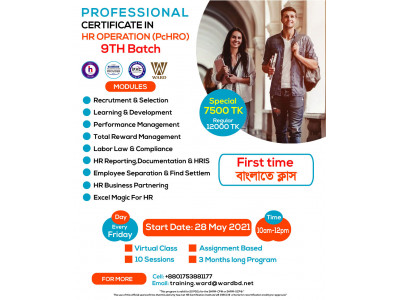 PROFESSIONAL
CERTIFICATE IN
HR OPERATION (PcHRO)
9TH Batch
WARD
MODULES
Recrutment & Selection
Learning & Development
Performance Management
Total Reward Management
Labor Law & Compliance
HR Reporting,Documentation & HRIS
Employee Separation & Find Settlem
HR Business Partnering
Excel Magic For HR
Special
7500 TK
Regular
12000 TK
First time
বাংলাতে ক্লাস
Day
Every
Friday
Start Date: 28 May 2021
Time
10am-12pm
Virtual Class
Assignment Based
10 Sessions
3 Months long Program
FOR MORE
Cell: +8801753881177
Email: training.ward@wardbd.net